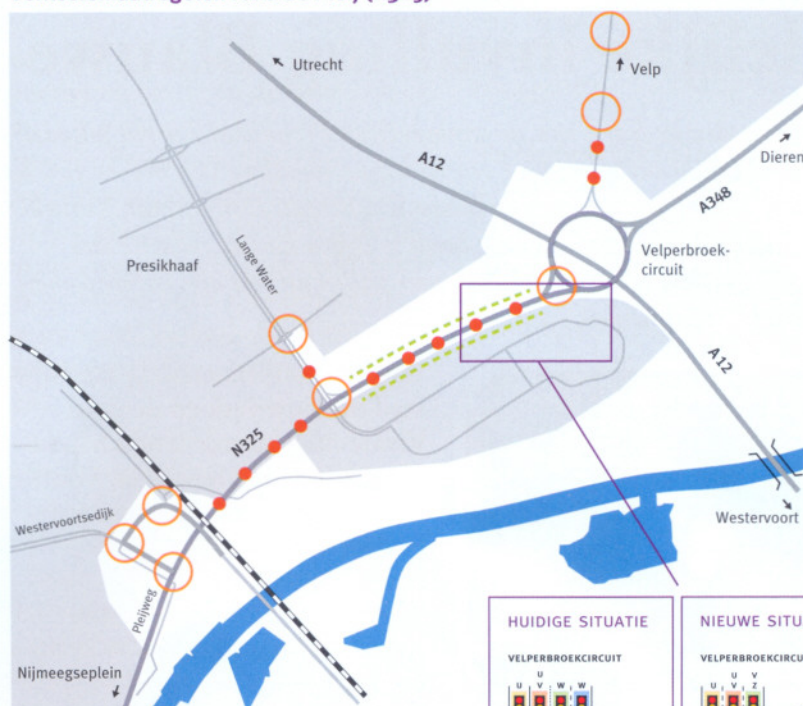 Utrecht
Velp
A12
Dieren
A348
Lange Water
Presikhaaf
Velperbroek-
circuit
A12
N325
Westervoortsedijk
Westervoort
Pleijweg
Nijmeegseplein
HUIDIGE SITUATIE
NIEUWE SITU
VELPERBROEKCIRCUIT
VELPERBROEKCIRCU
U U V W W
U U V V Z